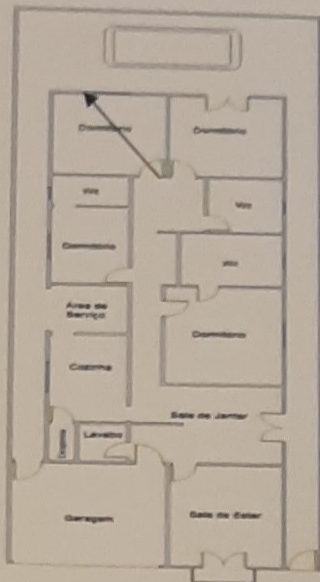 Dormitório
Dormitório
Wc
Wc
Dormitório
Wc
Área de
Serviço
Dormitório
Cozinha
Sala de Jantar
Lavabo
Garagem
Sala de Estar